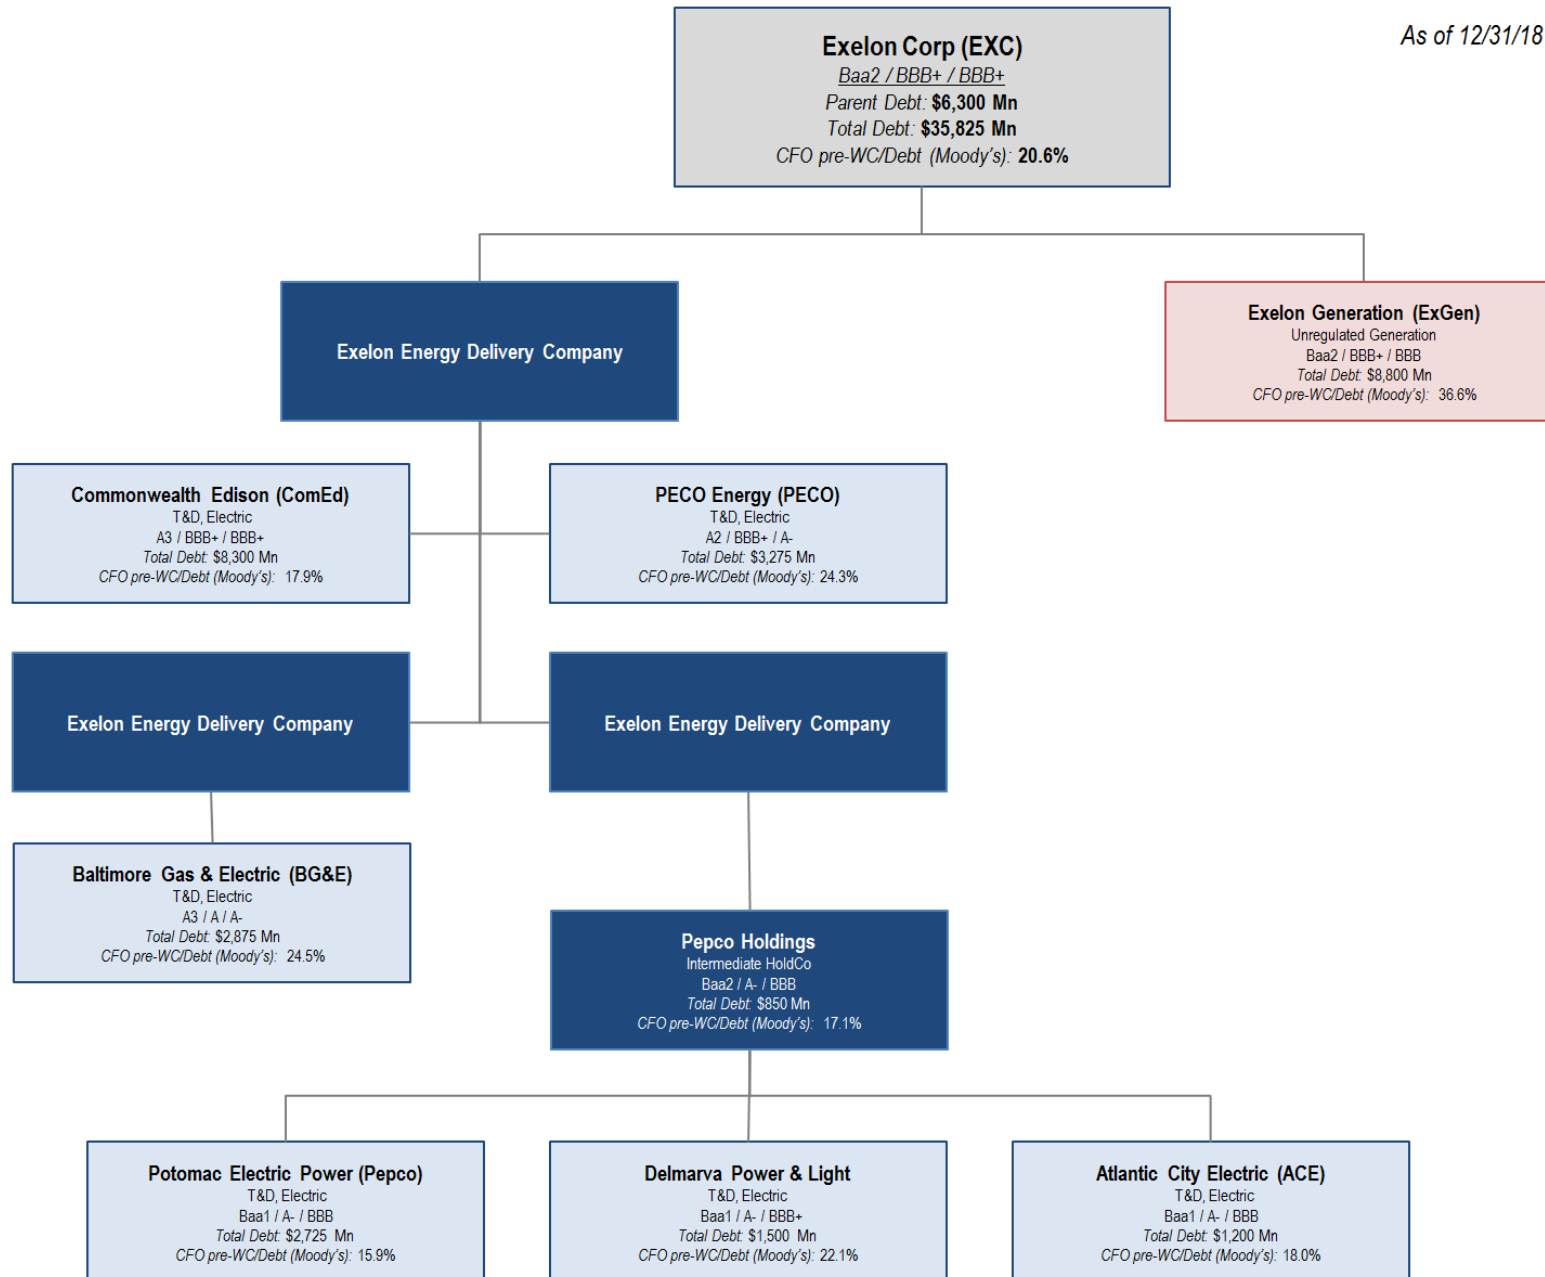 As of 12/31/18
Exelon Corp (EXC)
Baa2 / BBB+ / BBB+
Parent Debt: $6,300 Mn
Total Debt: $35,825 Mn
CFO pre-WC/Debt (Moody's): 20.6%
Exelon Energy Delivery Company
Exelon Generation (ExGen)
Unregulated Generation
Baa2 / BBB+ / BBB
Total Debt: $8,800 Mn
CFO pre-WC/Debt (Moody's): 36.6%
Commonwealth Edison (ComEd)
T&D, Electric
A3 / BBB+ / BBB+
Total Debt: $8,300 Mn
CFO pre-WC/Debt (Moody's): 17.9%
PECO Energy (PECO)
T&D, Electric
A2 / BBB+ / A-
Total Debt: $3,275 Mn
CFO pre-WC/Debt (Moody's): 24.3%
Exelon Energy Delivery Company
Exelon Energy Delivery Company
Baltimore Gas & Electric (BG&E)
T&D, Electric
A3 / A / A-
Total Debt: $2,875 Mn
CFO pre-WC/Debt (Moody's): 24.5%
Pepco Holdings
Intermediate HoldCo
Baa2 / A- / BBB
Total Debt: $850 Mn
CFO pre-WC/Debt (Moody's): 17.1%
Potomac Electric Power (Pepco)
T&D, Electric
Baa1 / A- / BBB
Total Debt: $2,725 Mn
CFO pre-WC/Debt (Moody's): 15.9%
Delmarva Power & Light
T&D, Electric
Baa1 / A- / BBB+
Total Debt: $1,500 Mn
CFO pre-WC/Debt (Moody's): 22.1%
Atlantic City Electric (ACE)
T&D, Electric
Baa1 / A- / BBB
Total Debt: $1,200 Mn
CFO pre-WC/Debt (Moody's): 18.0%